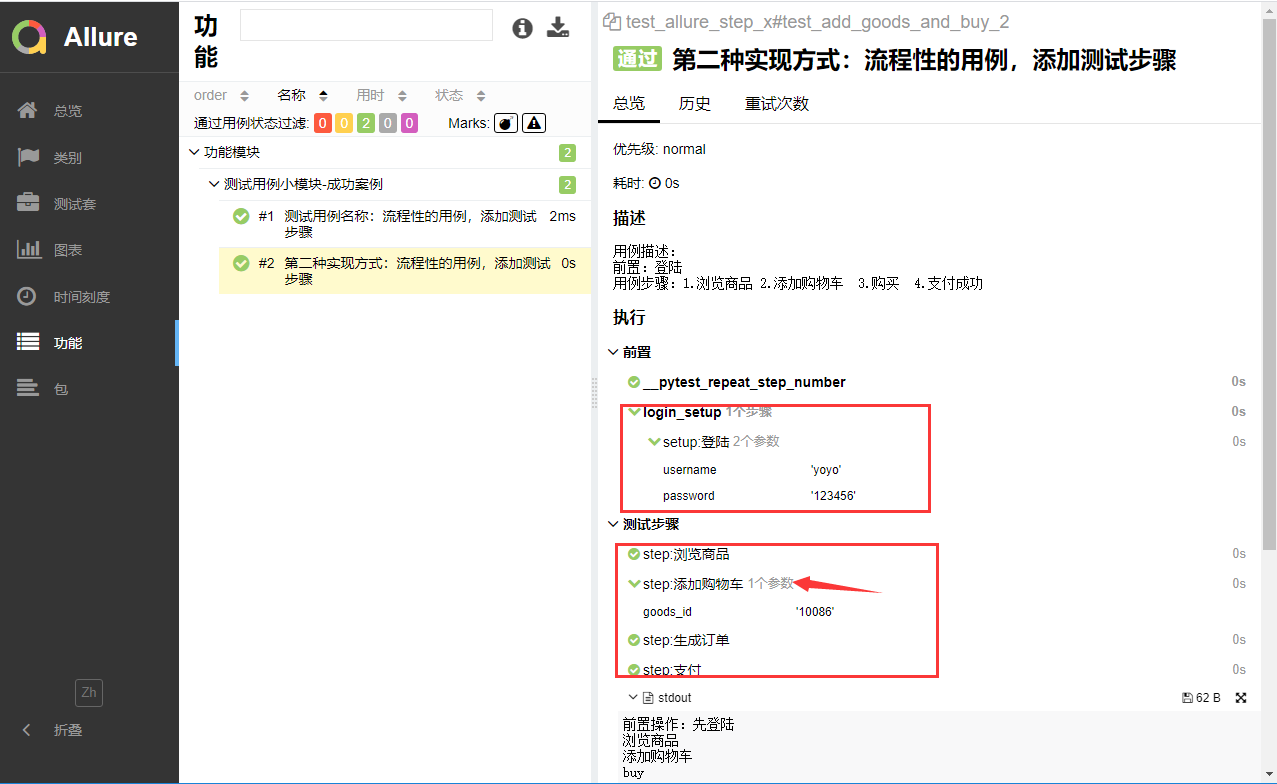 Allure
总览
类别
测试套
图表
时间刻度
功能
包
Zh
折叠
功能
order 名称 用时 状态
通过用例状态过滤: 0 0 2 0 0 Marks:
功能模块 2
测试用例小模块-成功案例 2
#1 测试用例名称：流程性的用例，添加测试 2ms
步骤
#2 第二种实现方式：流程性的用例，添加测试 0s
步骤
test_allure_step_x#test_add_goods_and_buy_2
通过 第二种实现方式：流程性的用例，添加测试步骤
总览 历史 重试次数
优先级: normal
耗时: 0s
描述
用例描述：
前置：登陆
用例步骤：1.浏览商品 2.添加购物车 3.购买 4.支付成功
执行
前置
__pytest_repeat_step_number 0s
login_setup 1个步骤 0s
setup:登陆 2个参数 0s
username 'yoyo'
password '123456'
测试步骤
step:浏览商品 0s
step:添加购物车 1个参数 0s
goods_id '10086'
step:生成订单 0s
step:支付 0s
stdout 62 B
前置操作：先登陆
浏览商品
添加购物车
buy